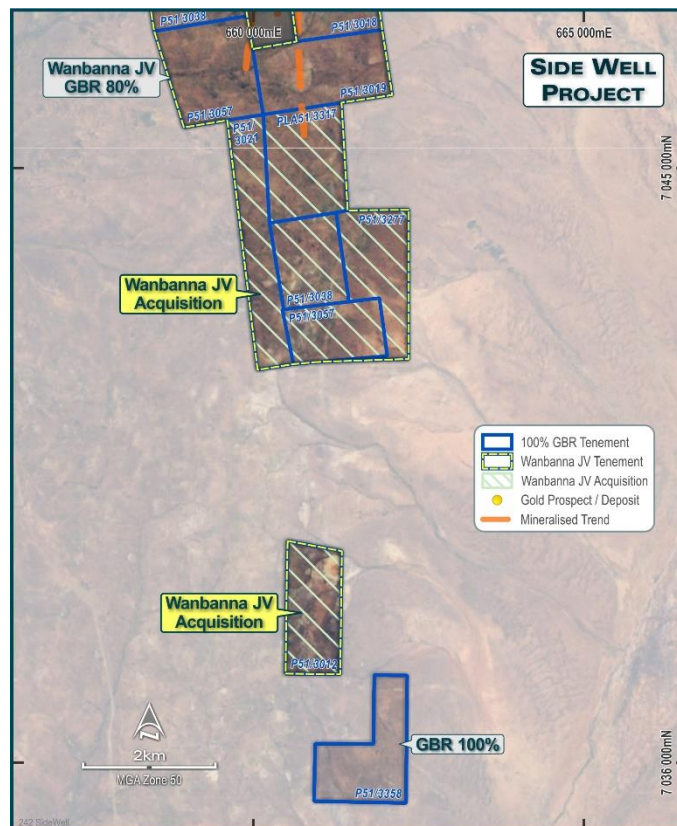 P51/3038
660 000mE
P51/3018
665 000mE
Wanbanna JV
GBR 80%
SIDE WELL
PROJECT
P51/3019
P51/3057
P51/
3021
PLA51/3317
7 045 000mN
P51/3277
Wanbanna JV
Acquisition
P51/3038
P51/3057
100% GBR Tenement
Wanbanna JV Tenement
Wanbanna JV Acquisition
Gold Prospect / Deposit
Mineralised Trend
Wanbanna JV
Acquisition
P51/3012
2km
MGA Zone 50
GBR 100%
7 036 000mN
P51/3358
242 SideWell